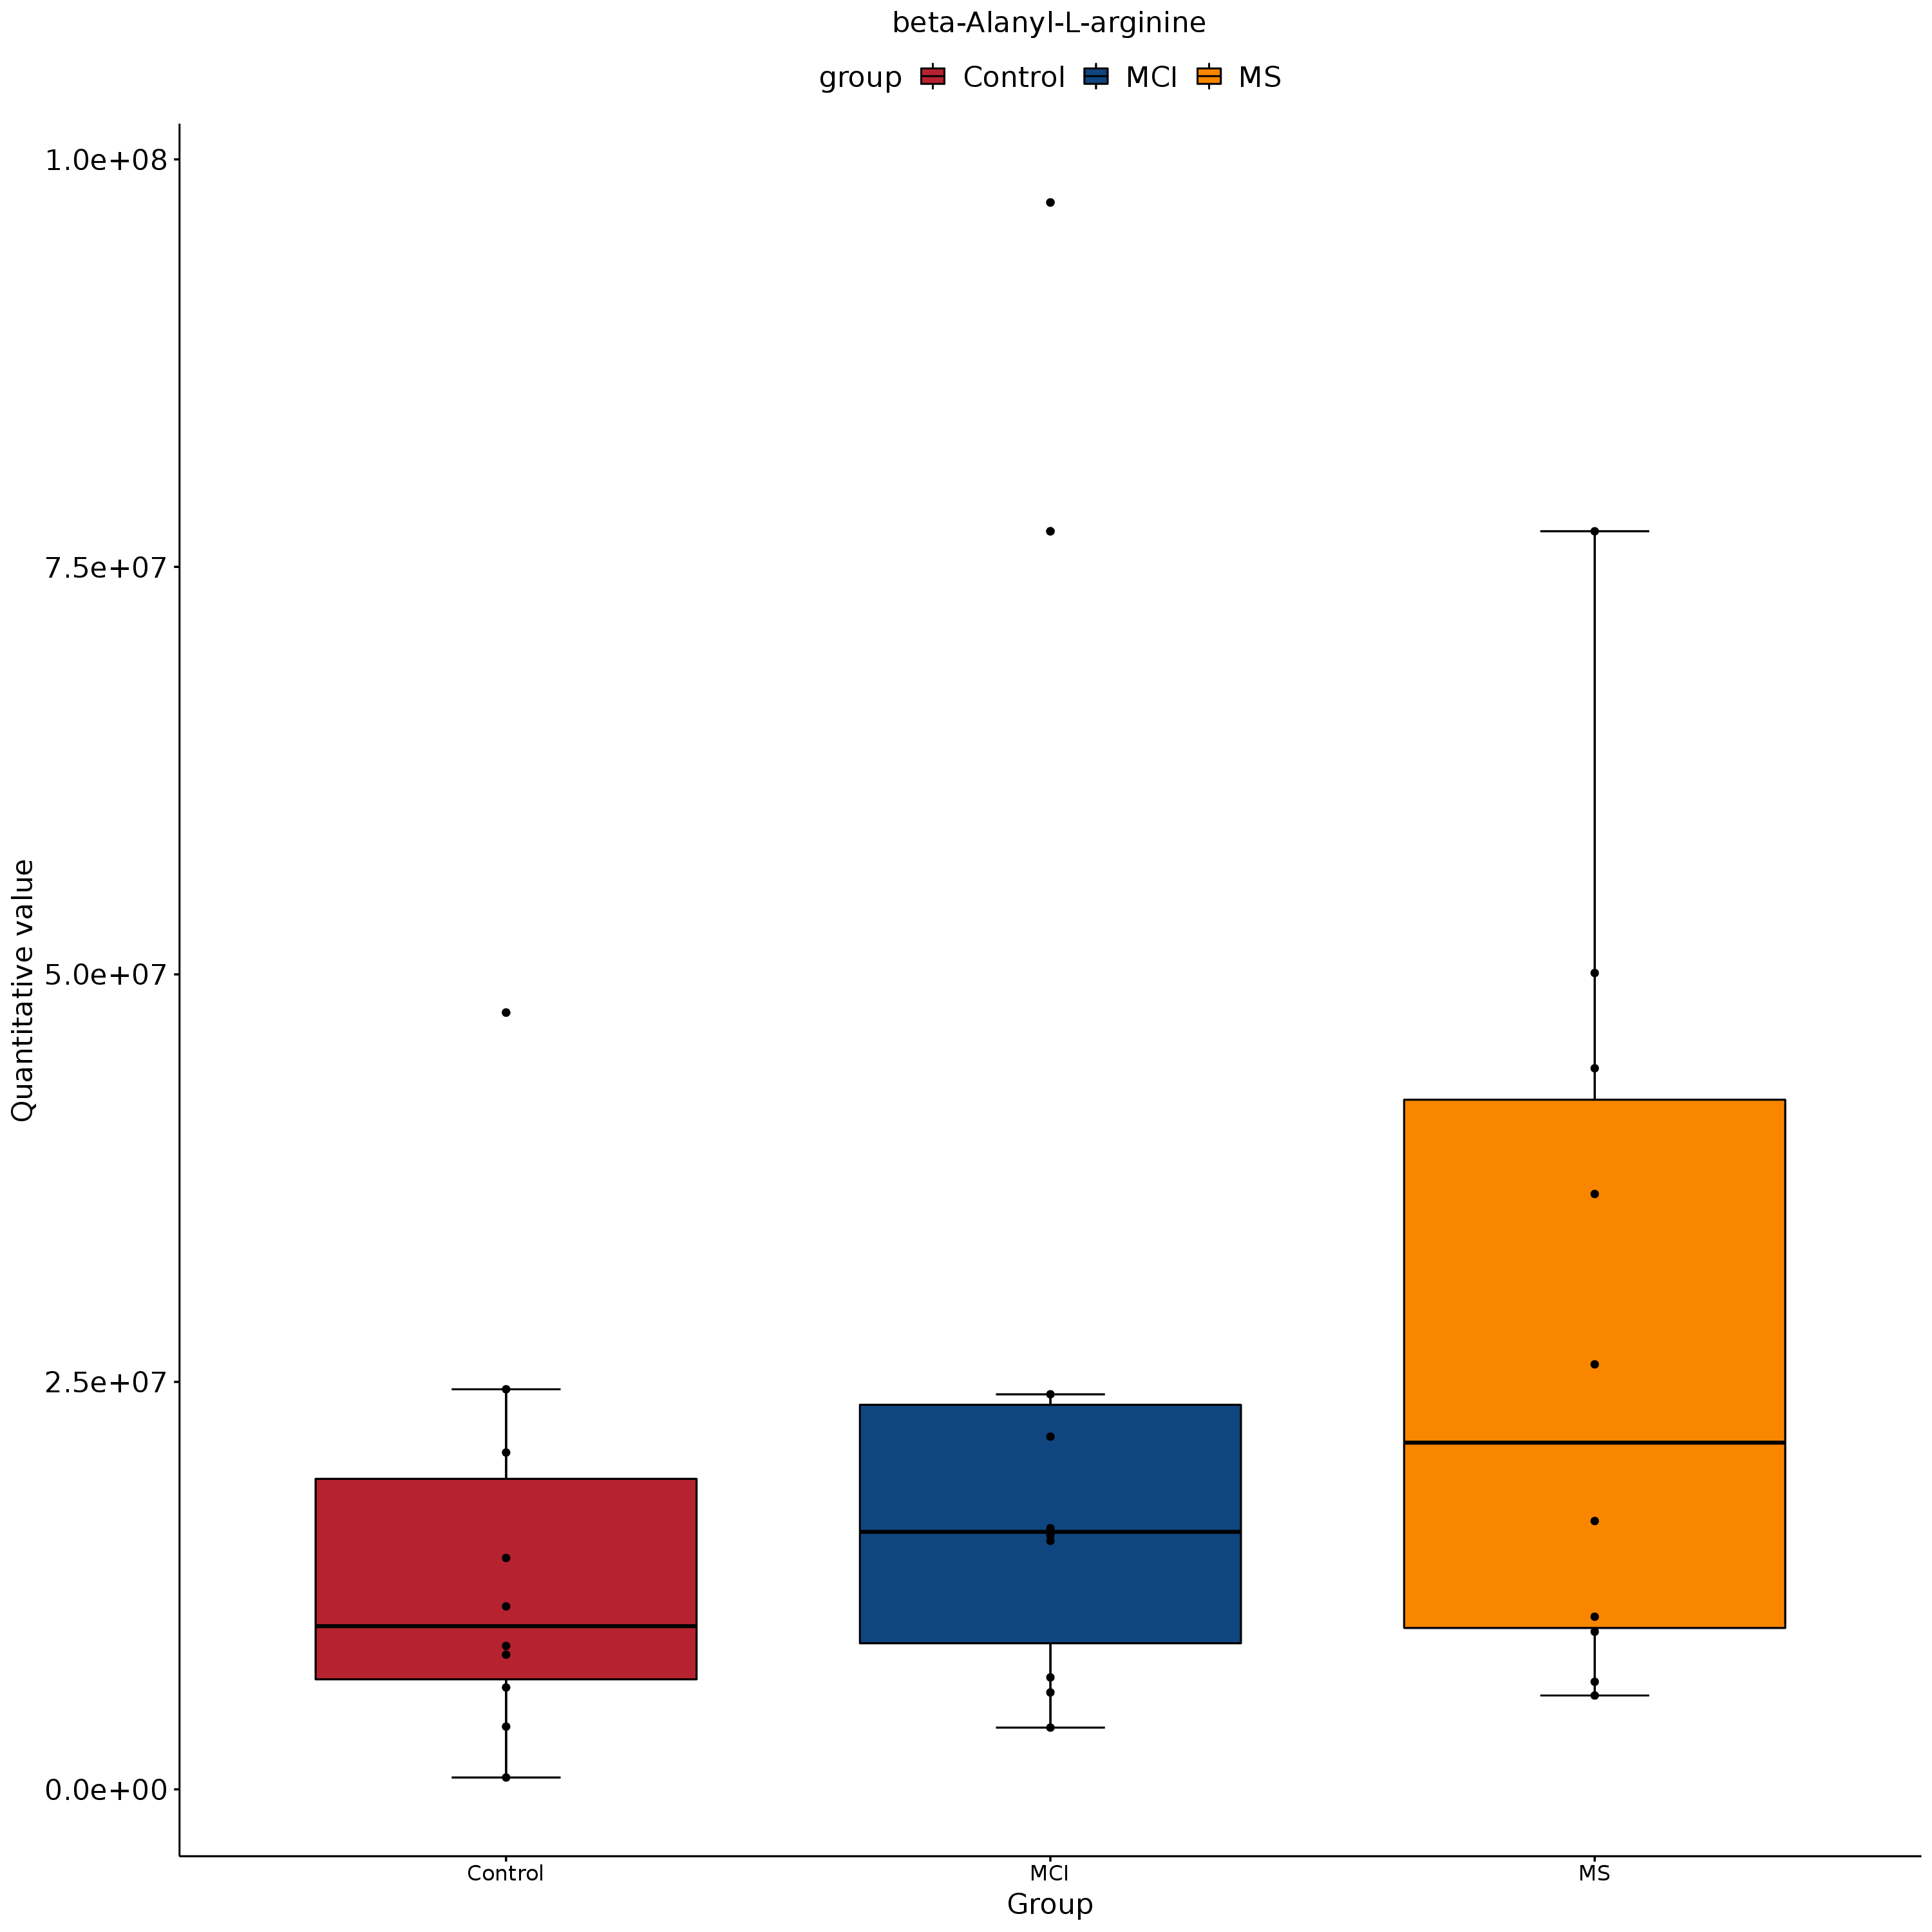 beta-Alanyl-L-arginine
group Control MCI MS
1.0e+08
7.5e+07
5.0e+07
2.5e+07
0.0e+00
Quantitative value
Control MCI MS
Group